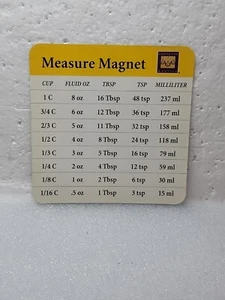 Measure Magnet
CUP FLUID OZ TBSP TSP MILLILITER
1 C 8 oz 16 Tbsp 48 tsp 237 ml
3/4 C 6 oz 12 Tbsp 36 tsp 177 ml
2/3 C 5 oz 11 Tbsp 32 tsp 158 ml
1/2 C 4 oz 8 Tbsp 24 tsp 118 ml
1/3 C 3 oz 5 Tbsp 16 tsp 79 ml
1/4 C 2 oz 4 Tbsp 12 tsp 59 ml
1/8 C 1 oz 2 Tbsp 6 tsp 30 ml
1/16 C .5 oz 1 Tbsp 3 tsp 15 ml